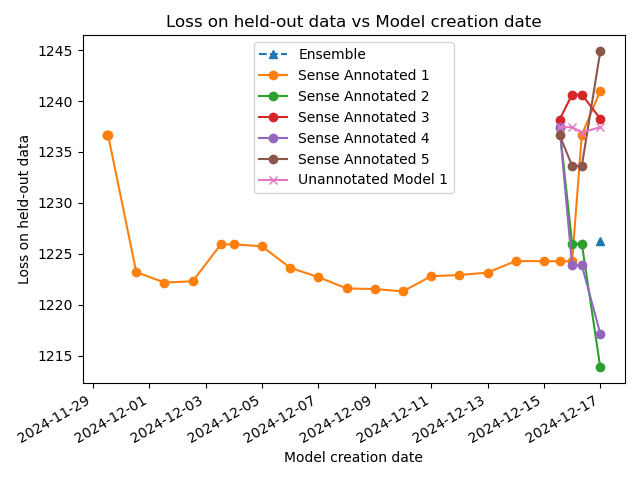 Loss on held-out data vs Model creation date
Ensemble
Sense Annotated 1
Sense Annotated 2
Sense Annotated 3
Sense Annotated 4
Sense Annotated 5
Unannotated Model 1
Loss on held-out data
1245
1240
1235
1230
1225
1220
1215
2024-11-29
2024-12-01
2024-12-03
2024-12-05
2024-12-07
2024-12-09
2024-12-11
2024-12-13
2024-12-15
2024-12-17
Model creation date